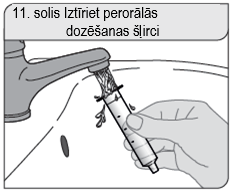 11. solis Iztīriet perorālās
dozēšanas šļirci